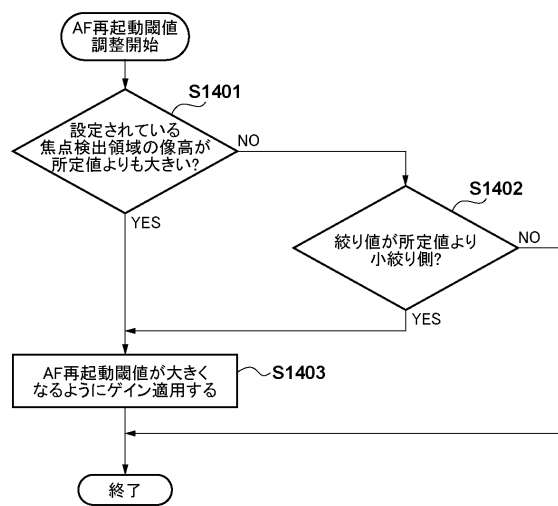 AF再起動閾値
調整開始
S1401
設定されている
焦点検出領域の像高が
所定値よりも大きい?
NO
YES
S1402
絞り値が所定値より
小絞り側?
NO
YES
AF再起動閾値が大きく
なるようにゲイン適用する
S1403
終了